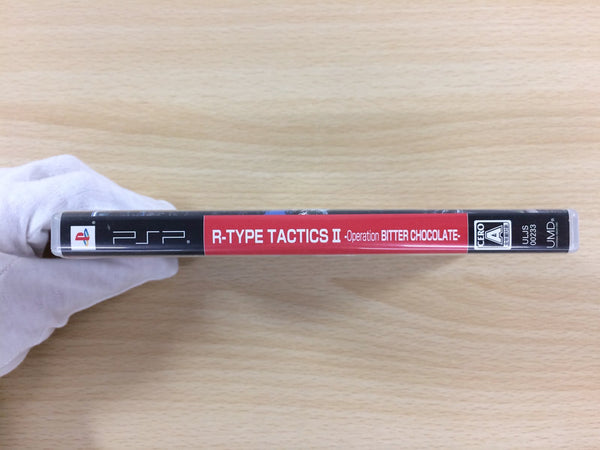 PSP
R-TYPE TACTICS II -Operation BITTER CHOCOLATE-
CERO
A
ULJS
00233
UMD®